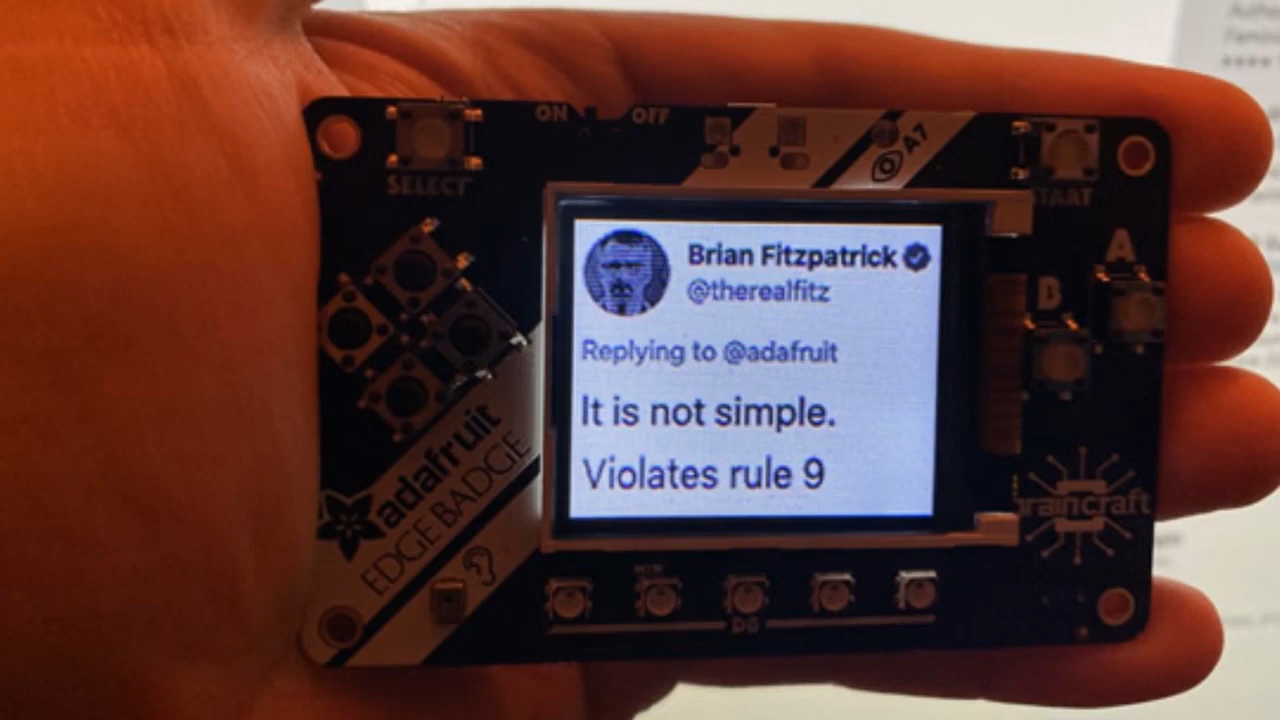 ON OFF
SELECT
A7
START
A
B
Brian Fitzpatrick
@therealfitz
Replying to @adafruit
It is not simple.
Violates rule 9
adafruit
EDGE BADGE
braincraft
D8